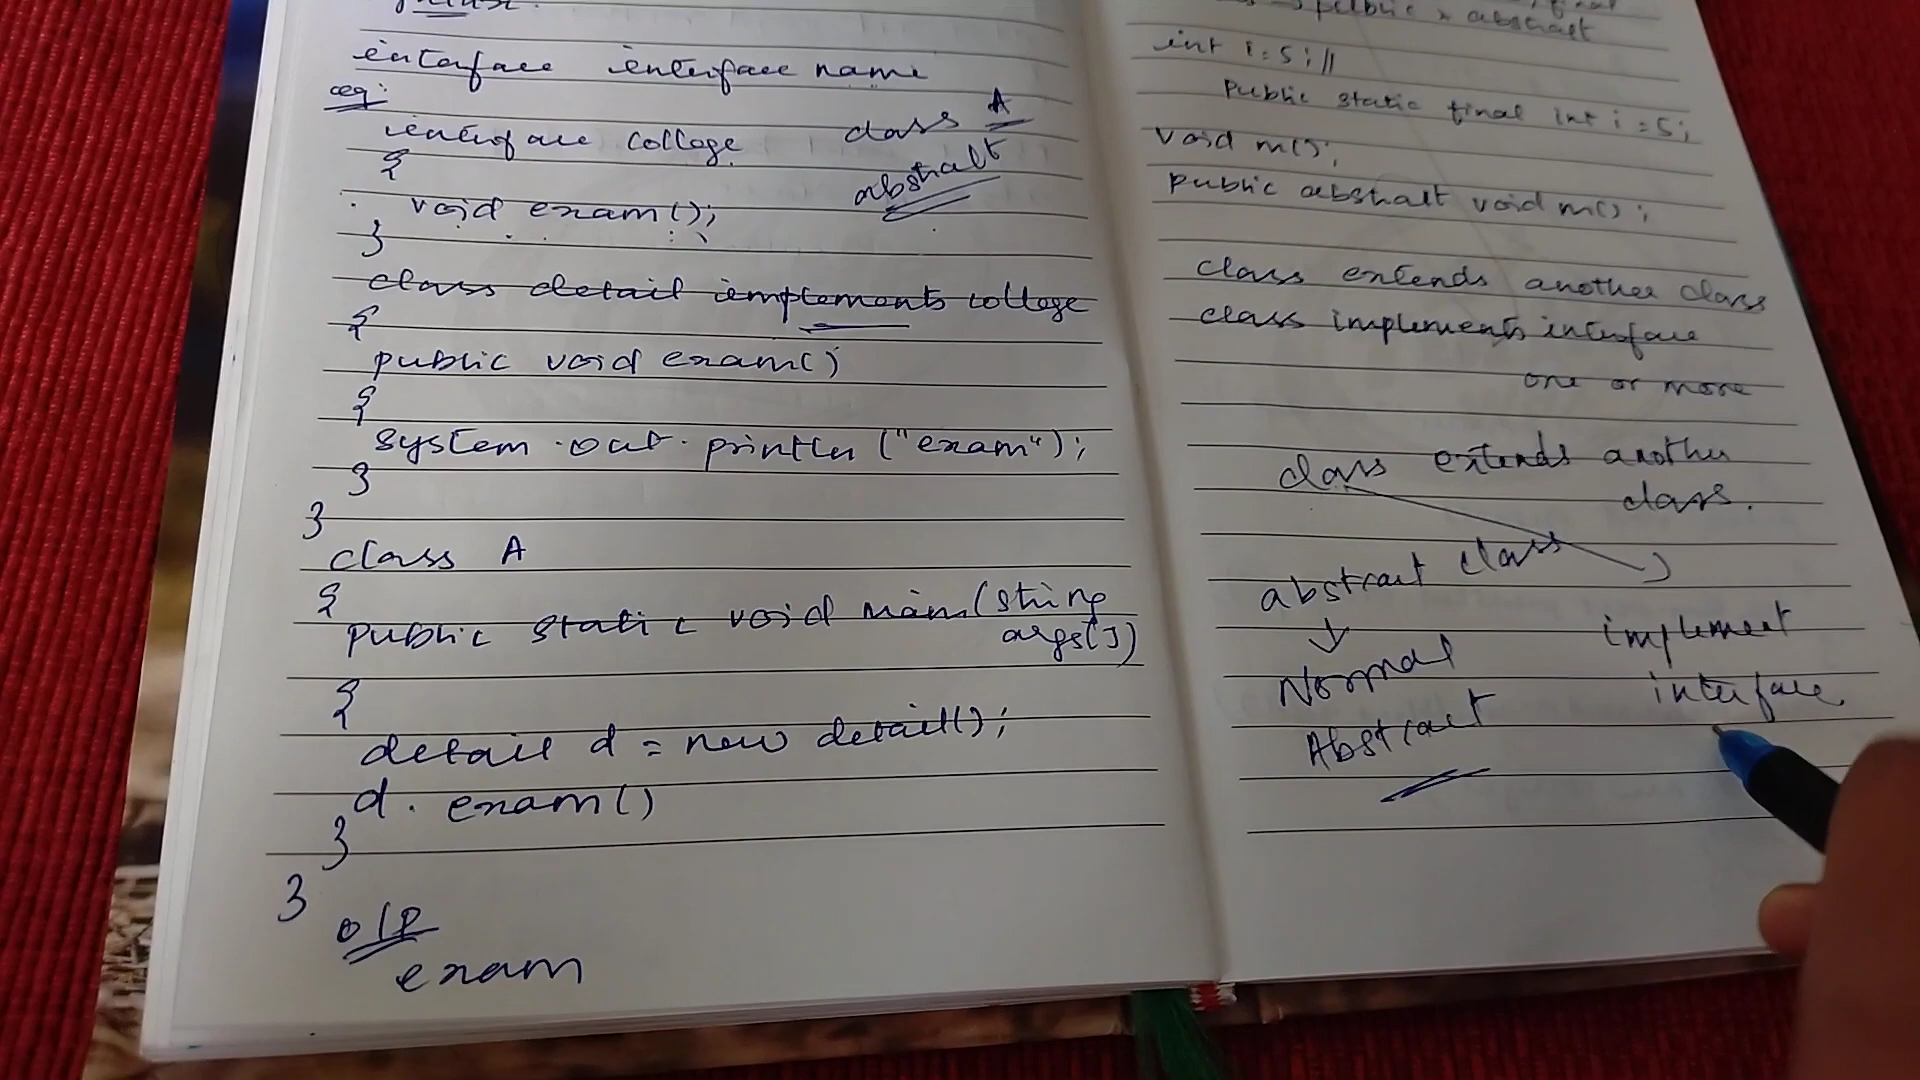 interface interface name
eg:
interface college
{
void exam();
}
class A
abstract
class detail implements college
{
public void exam()
{
system.out.println("exam");
}
}
class A
{
public static void main(string
args[])
{
detail d = new detail();
d. exam()
}
}
o/p
exam
public, abstract
int i=5;//
public static final int i=5;
void m();
public abstract void m();
class extends another class
class implements interface
one or more
class extends another
class.
abstract class
Normal
Abstract
implement
interface